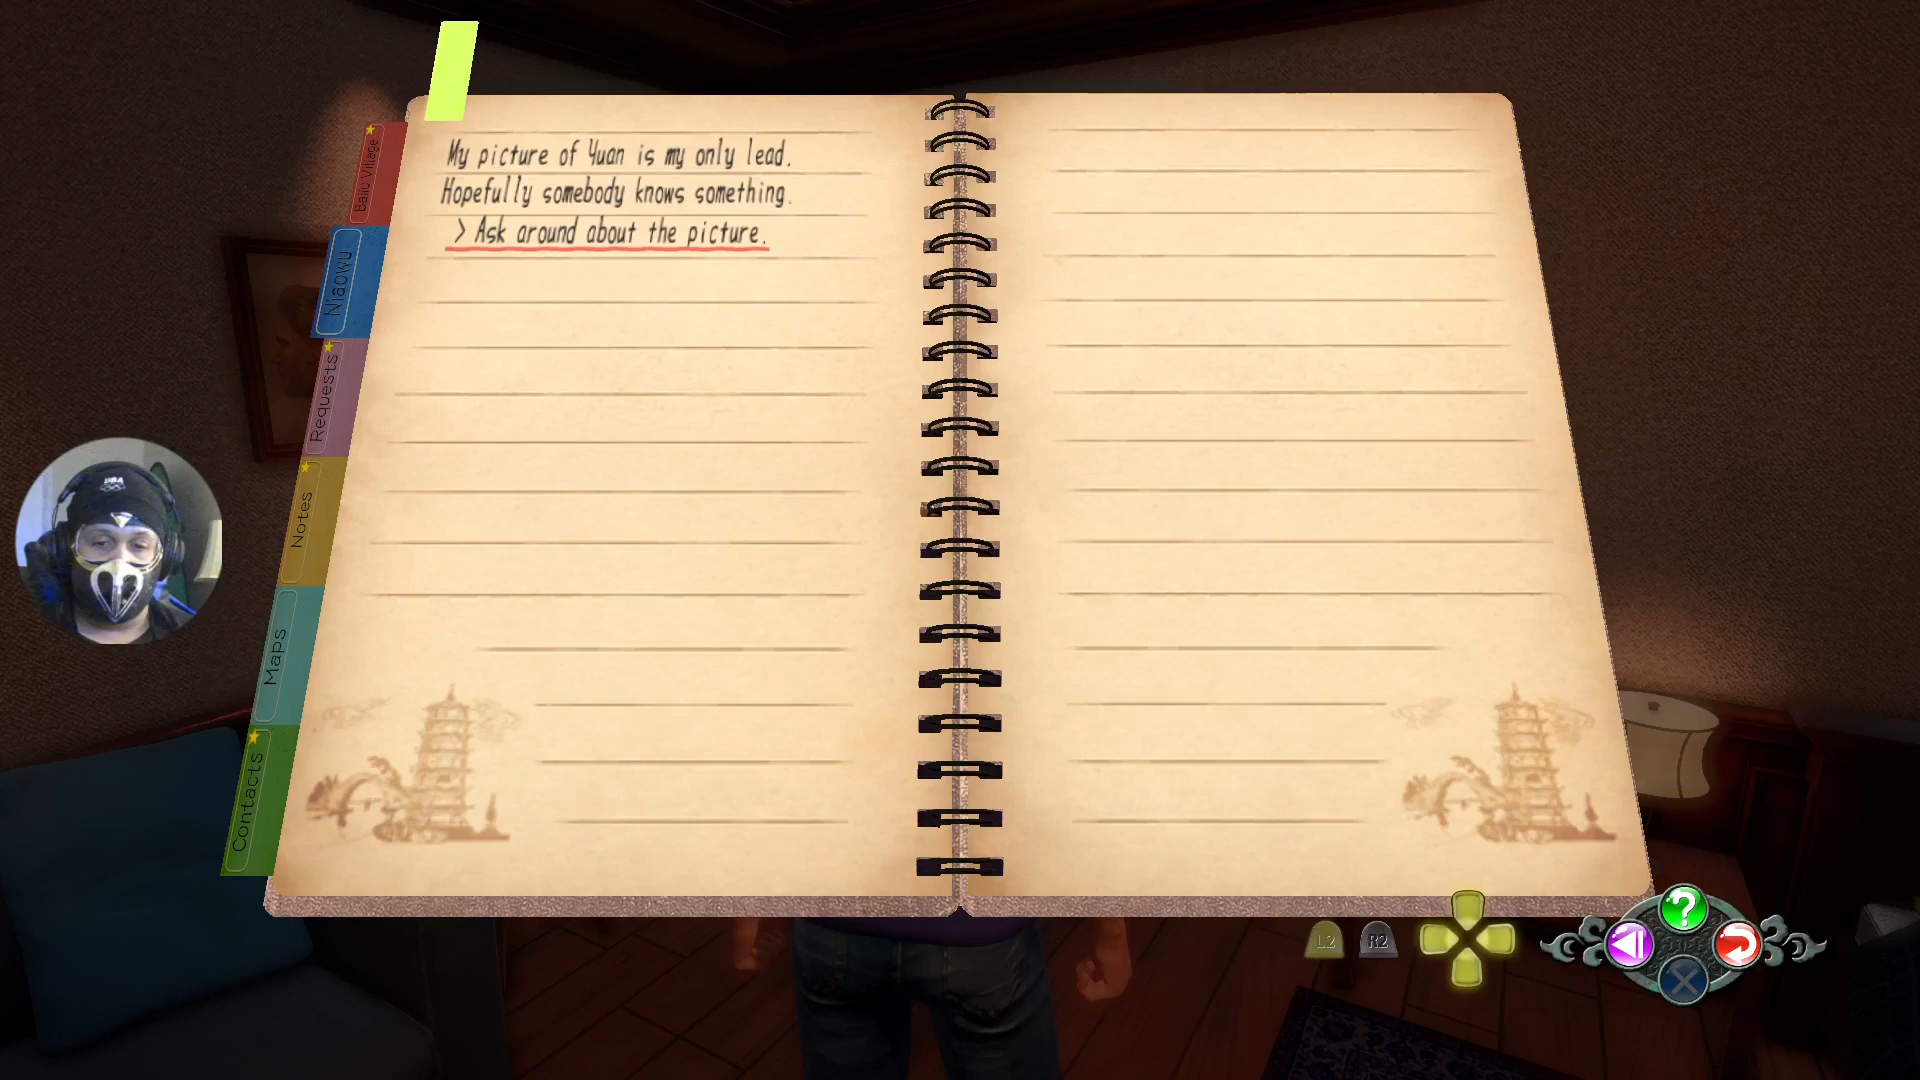 My picture of Yuan is my only lead.
Hopefully somebody knows something.
> Ask around about the picture.
Bailu Village
Niaowu
Requests
Notes
Maps
Contacts
L2
R2
?
USA